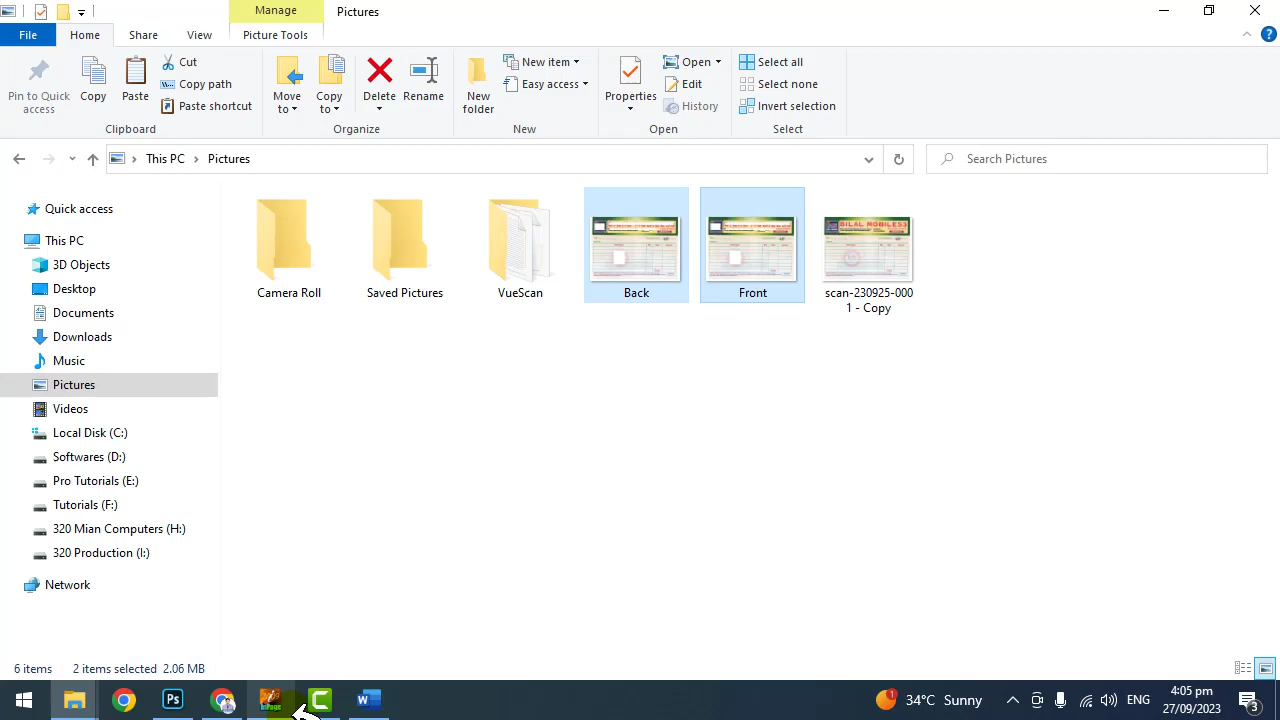 Manage
Pictures
File
Home
Share
View
Picture Tools
Pin to Quick
access
Copy
Paste
Cut
Copy path
Paste shortcut
Clipboard
Move
to
Copy
to
Delete
Rename
Organize
New
folder
New item
Easy access
New
Properties
Open
Edit
History
Open
Select all
Select none
Invert selection
Select
This PC
Pictures
Search Pictures
Quick access
This PC
3D Objects
Desktop
Documents
Downloads
Music
Pictures
Videos
Local Disk (C:)
Softwares (D:)
Pro Tutorials (E:)
Tutorials (F:)
320 Mian Computers (H:)
320 Production (I:)
Network
Camera Roll
Saved Pictures
VueScan
Back
Front
BILAL MOBILESS
scan-230925-000
1 - Copy
6 items
2 items selected 2.06 MB
Ps
W
34°C Sunny
ENG
4:05 pm
27/09/2023
3